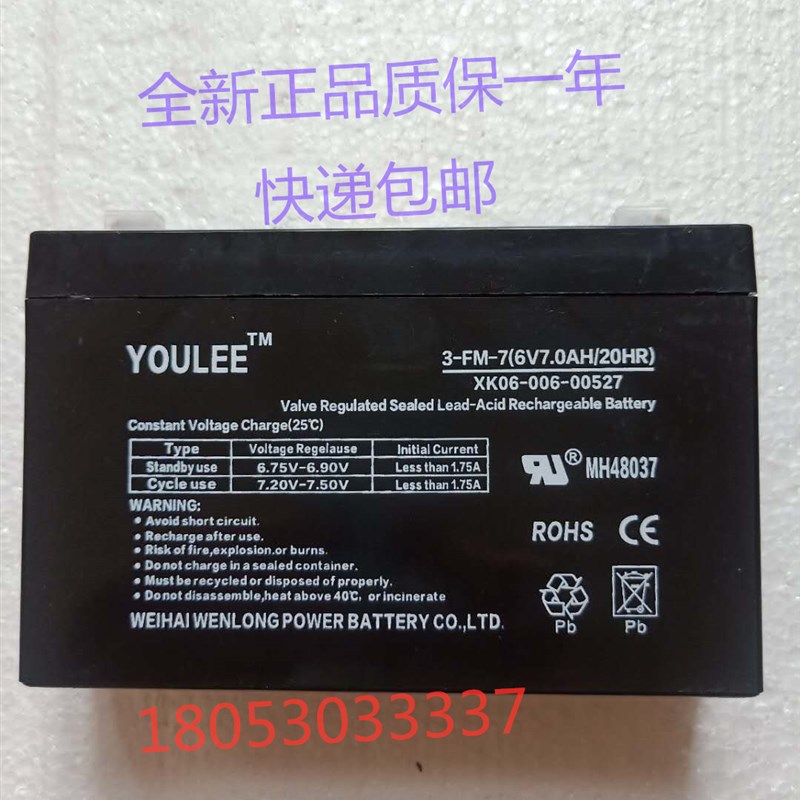 全新正品质保一年
快递包邮
YOULEE™
3-FM-7(6V7.0AH/20HR)
XK06-006-00527
Valve Regulated Sealed Lead-Acid Rechargeable Battery
Constant Voltage Charge(25℃)
Type Voltage Regelause Initial Current
Standby use 6.75V-6.90V Less than 1.75A
Cycle use 7.20V-7.50V Less than 1.75A
RU® MH48037
WARNING:
● Avoid short circuit.
● Recharge after use.
● Risk of fire,explosion.or burns.
● Do not charge in a sealed container.
● Must be recycled or disposed of properly.
● Do not disassemble,heat above 40℃, or incinerate
ROHS CE
Pb Pb
WEIHAI WENLONG POWER BATTERY CO.,LTD.
18053033337